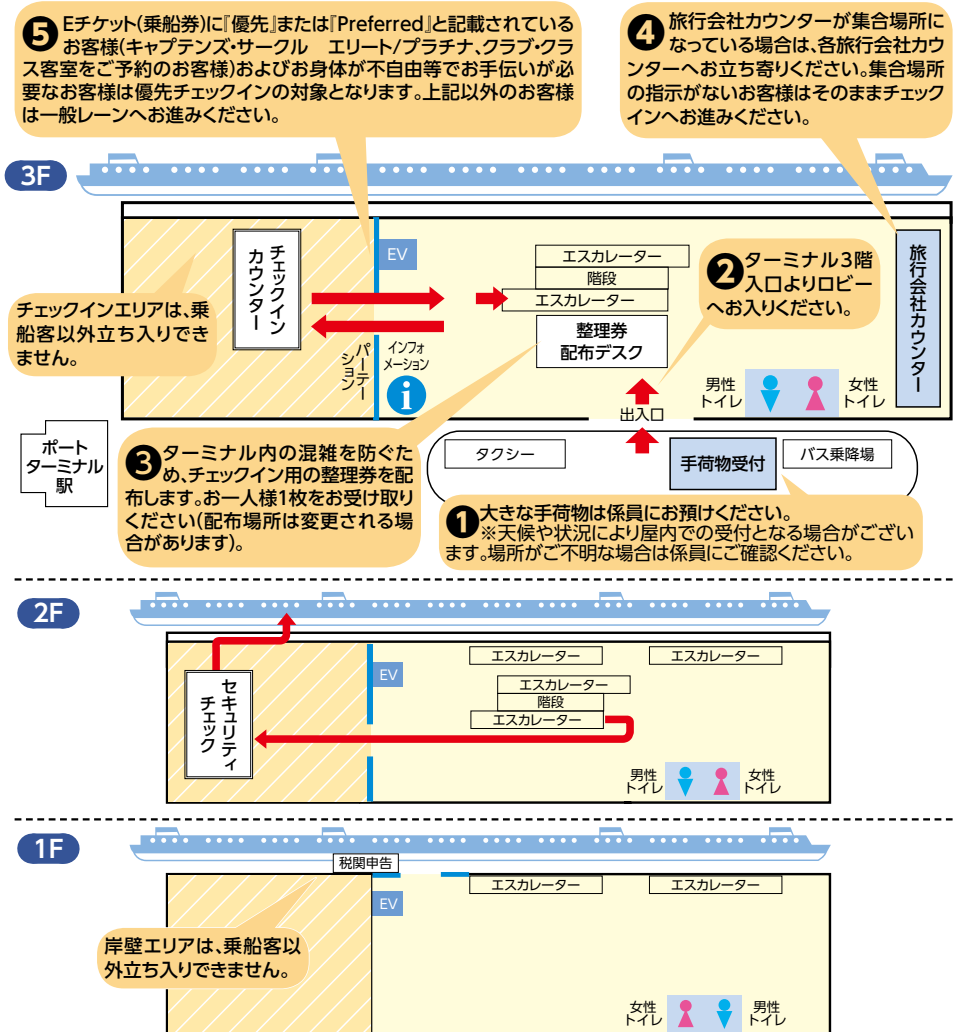 ❺Eチケット(乗船券)に『優先』または『Preferred』と記載されている
お客様(キャプテンズ・サークル　エリート/プラチナ、クラブ・クラ
ス客室をご予約のお客様)およびお身体が不自由等でお手伝いが必
要なお客様は優先チェックインの対象となります。上記以外のお客様
は一般レーンへお進みください。
❹旅行会社カウンターが集合場所に
なっている場合は、各旅行会社カウ
ンターへお立ち寄りください。集合場所
の指示がないお客様はそのままチェック
インへお進みください。
3F
チェックイン
カウンター
EV
エスカレーター
階段
エスカレーター
整理券
配布デスク
❷ターミナル3階
入口よりロビー
へお入りください。
旅行会社カウンター
チェックインエリアは、乗
船客以外立ち入りでき
ません。
パーテー
ション
インフォ
メーション
i
男性
トイレ
女性
トイレ
出入口
ポート
ターミナル
駅
❸ターミナル内の混雑を防ぐた
め、チェックイン用の整理券を配
布します。お一人様1枚をお受け取り
ください(配布場所は変更される場
合があります)。
タクシー
手荷物受付
バス乗降場
❶大きな手荷物は係員にお預けください。
※天候や状況により屋内での受付となる場合がござい
ます。場所がご不明な場合は係員にご確認ください。
2F
セキュリティ
チェック
EV
エスカレーター
エスカレーター
エスカレーター
階段
エスカレーター
男性
トイレ
女性
トイレ
1F
税関申告
EV
エスカレーター
エスカレーター
岸壁エリアは、乗船客以
外立ち入りできません。
女性
トイレ
男性
トイレ